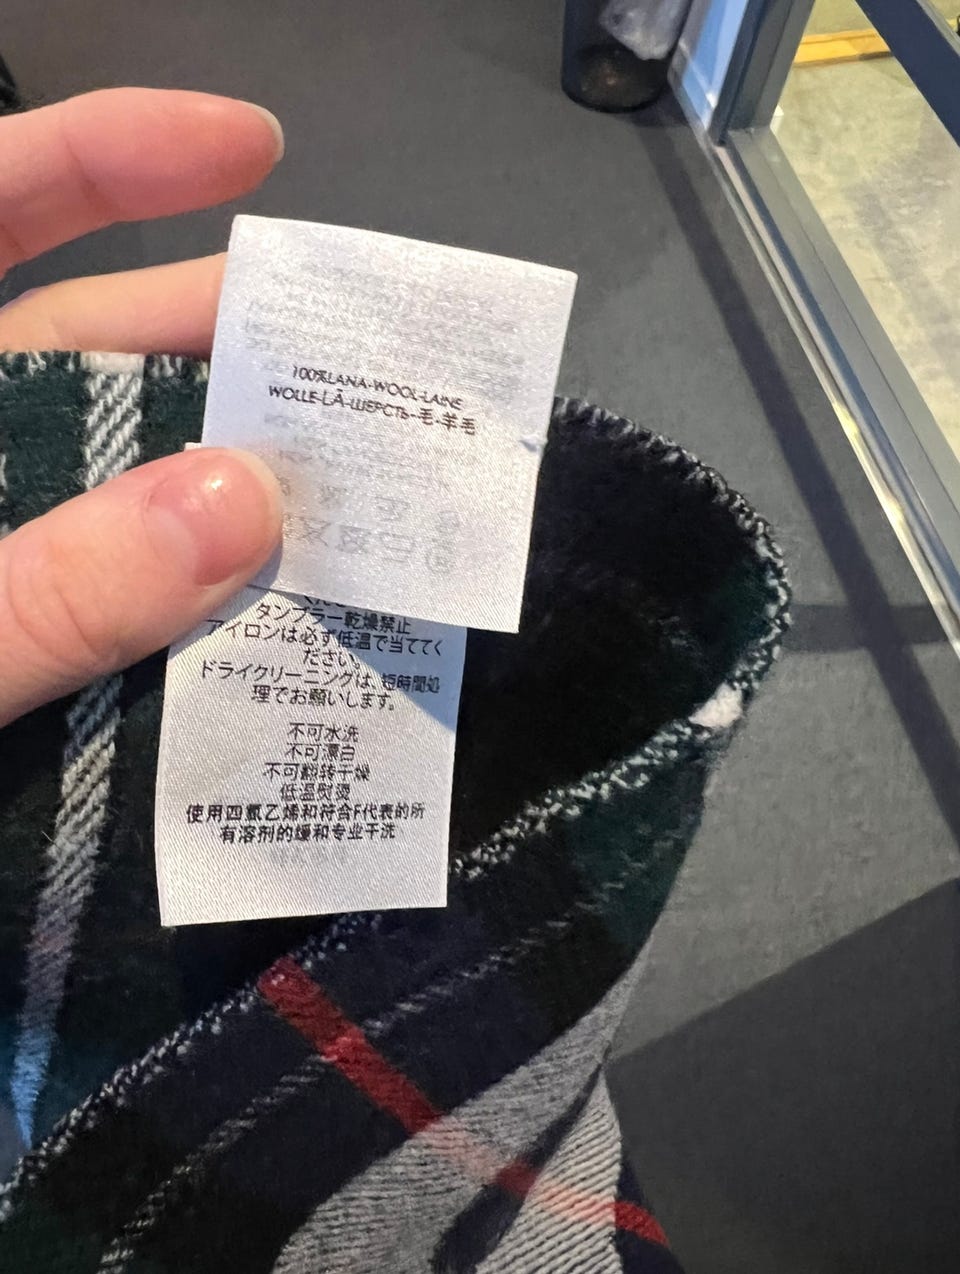 100%LANA-WOOL-LAINE
WOLLE-LÃ-ШЕРСТЬ-毛-羊毛
タンブラー乾燥禁止
アイロンは必ず低温で当ててく
ださい。
ドライクリーニングは、短時間処
理でお願いします。
不可水洗
不可漂白
不可翻转干燥
低温熨烫
使用四氯乙烯和符合F代表的所
有溶剂的缓和专业干洗